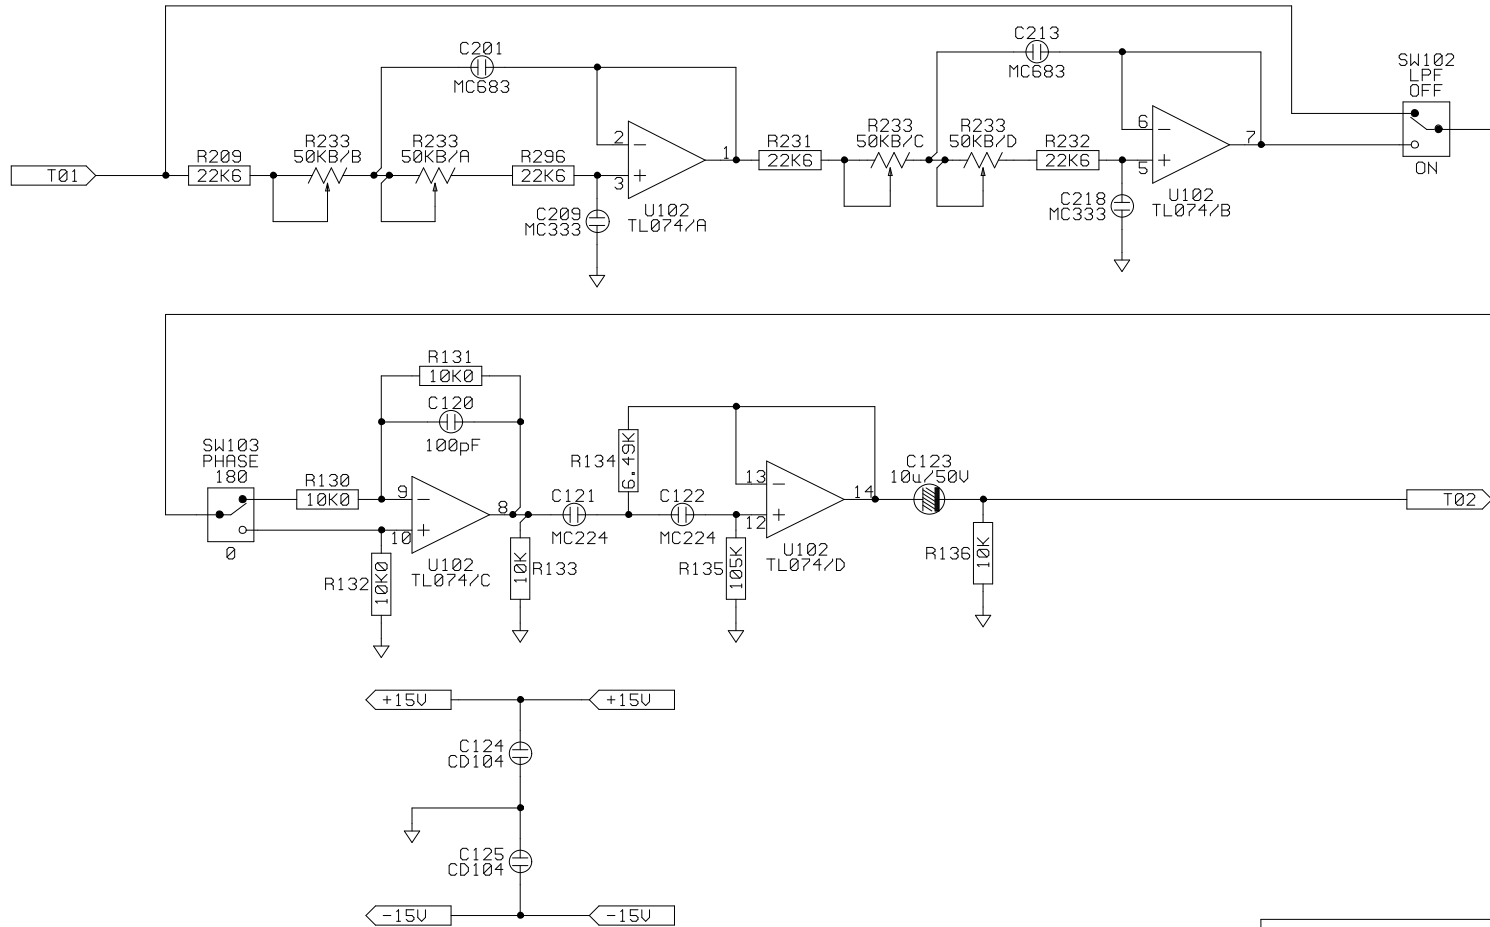 C201
MC683
C213
MC683
SW102
LPF
OFF
ON
T01
R209
22K6
R233
50KB/B
R233
50KB/A
R296
22K6
2
3
1
C209
MC333
U102
TL074/A
R231
22K6
R233
50KB/C
R233
50KB/D
R232
22K6
6
5
7
C218
MC333
U102
TL074/B
R131
10K0
C120
100pF
SW103
PHASE
180
0
R130
10K0
9
10
8
R132
10K0
U102
TL074/C
R133
10K
C121
MC224
R134
6.49K
C122
MC224
13
12
14
R135
105K
U102
TL074/D
C123
10u/50V
R136
10K
T02
+15V
+15V
C124
CD104
C125
CD104
-15V
-15V